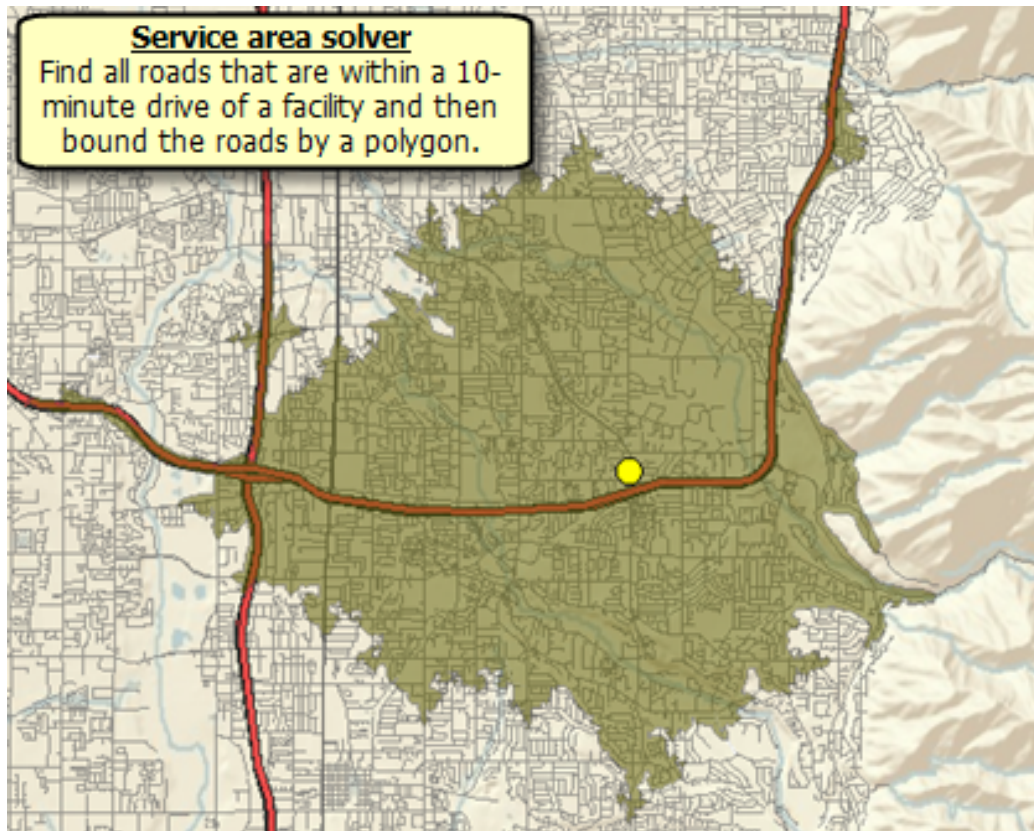 Service area solver
Find all roads that are within a 10-
minute drive of a facility and then
bound the roads by a polygon.